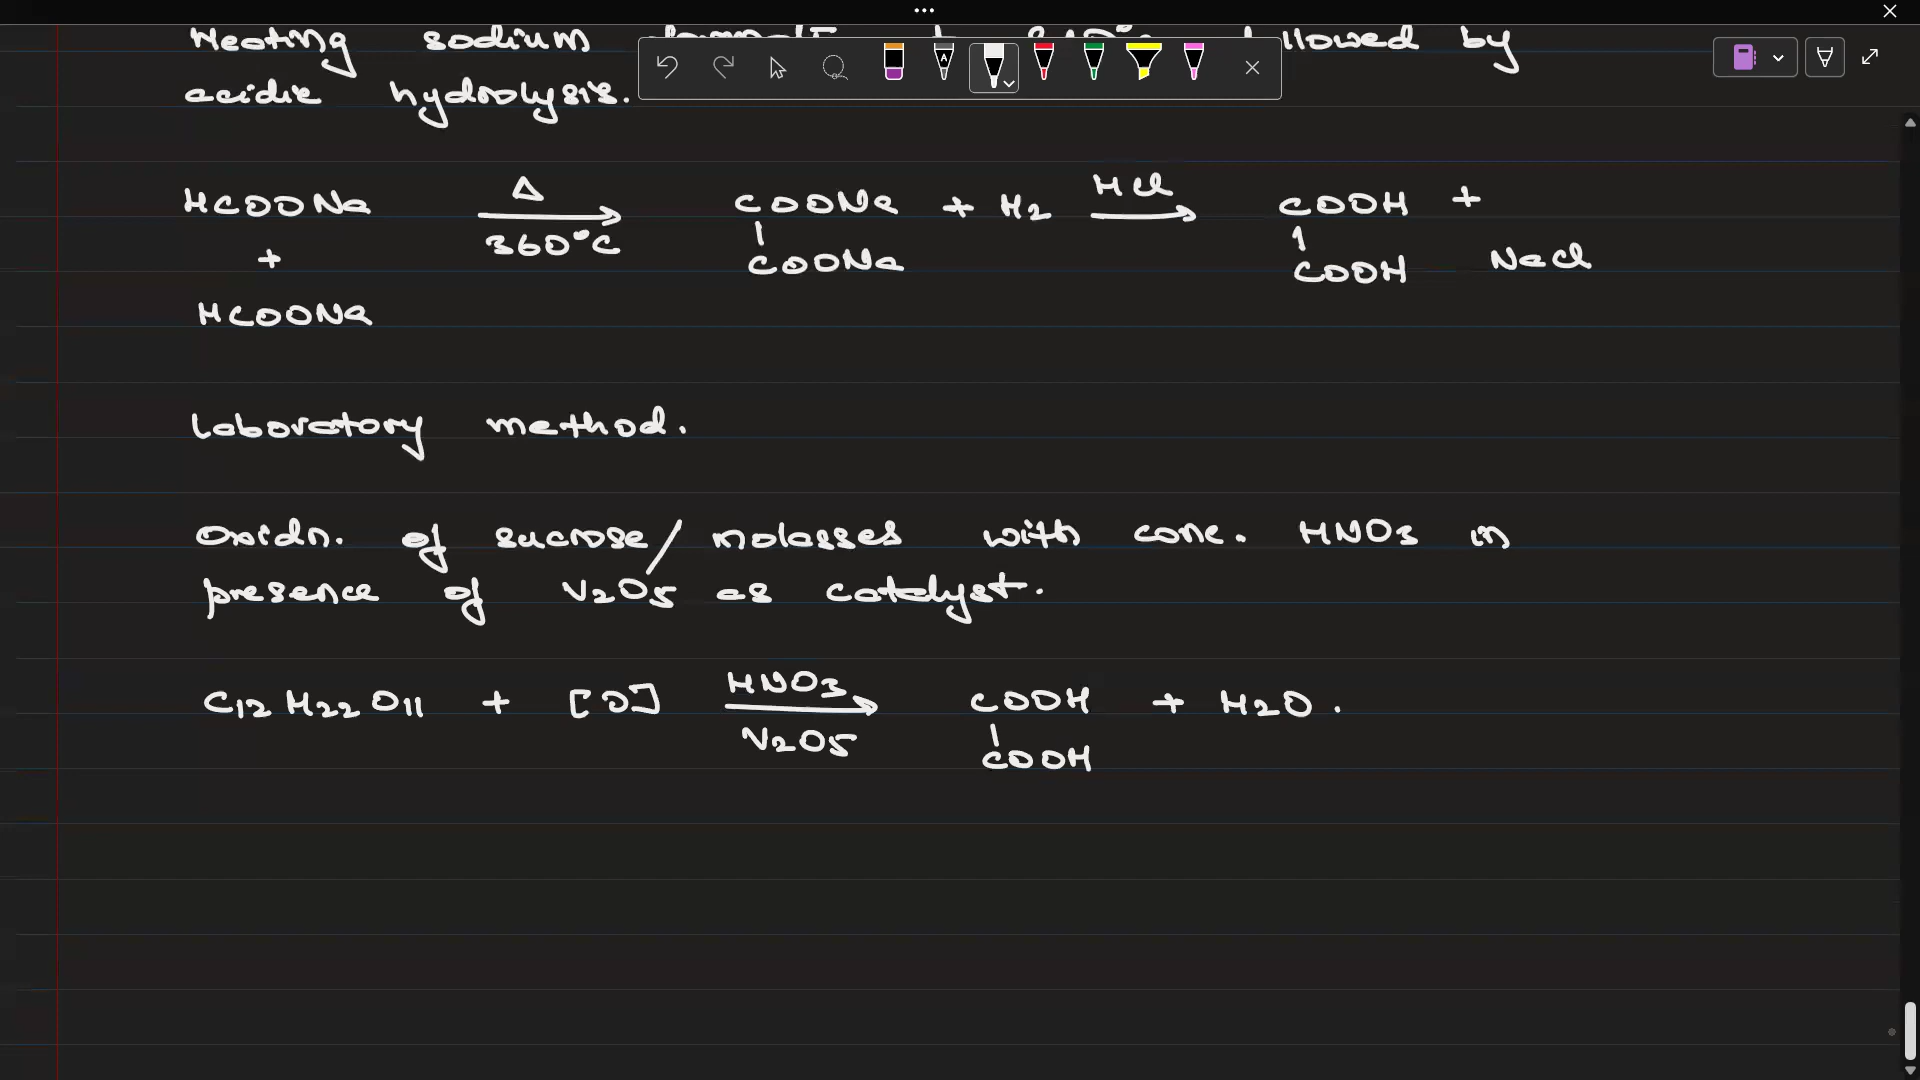 Heating sodium
llowed by
acidic hydrolysis.
HCOONa Δ COONa + H2 HCl COOH +
+ 360°C COONa COOH NaCl
HCOONa
Laboratory method.
Oxidn. of sucrose/molasses with conc. HNO3 in
presence of V2O5 as catalyst.
C12H22O11 + [O] HNO3 COOH + H2O.
V2O5 COOH